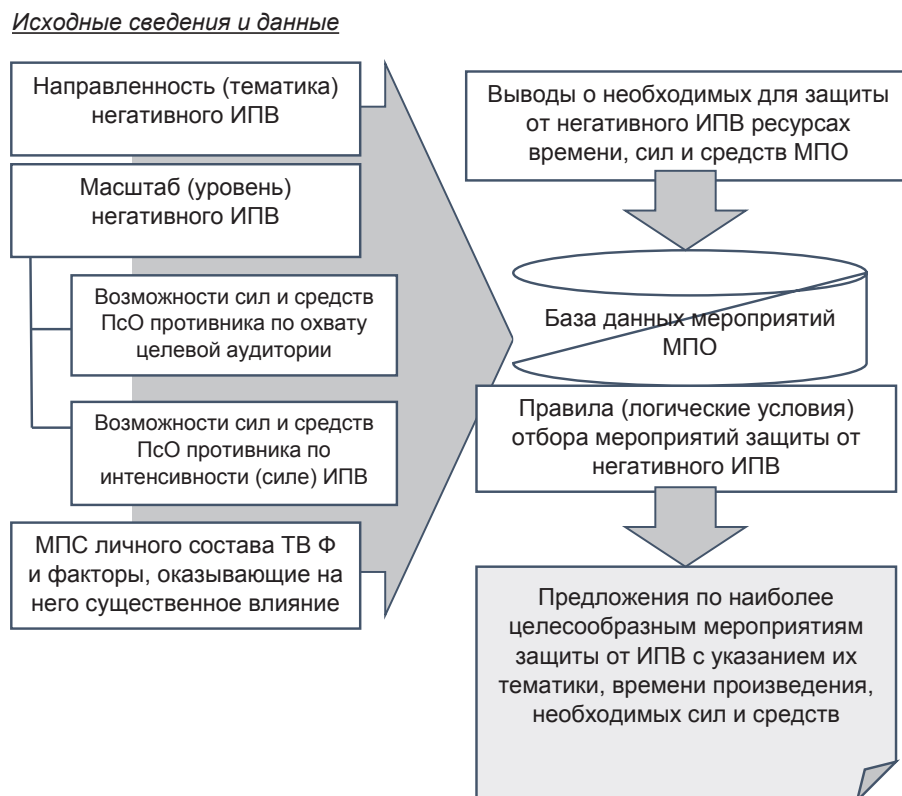 Исходные сведения и данные
Направленность (тематика)
негативного ИПВ
Масштаб (уровень)
негативного ИПВ
Возможности сил и средств
ПсО противника по охвату
целевой аудитории
Возможности сил и средств
ПсО противника по
интенсивности (силе) ИПВ
МПС личного состава ТВ Ф
и факторы, оказывающие на
него существенное влияние
Выводы о необходимых для защиты
от негативного ИПВ ресурсах
времени, сил и средств МПО
База данных мероприятий
МПО
Правила (логические условия)
отбора мероприятий защиты от
негативного ИПВ
Предложения по наиболее
целесообразным мероприятиям
защиты от ИПВ с указанием их
тематики, времени произведения,
необходимых сил и средств